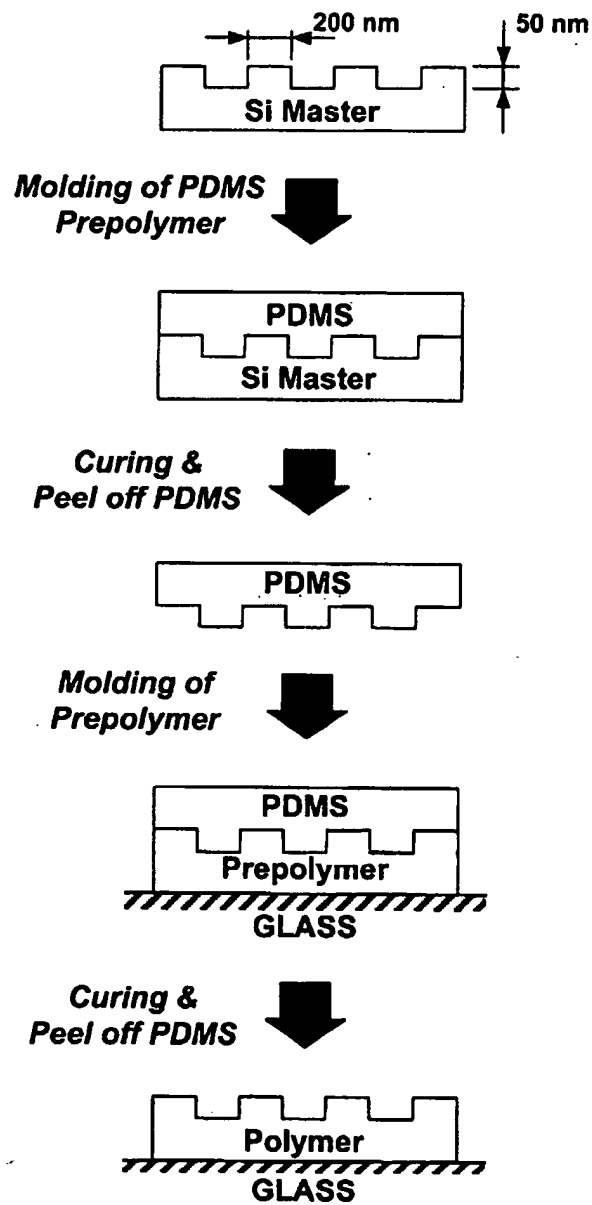 200 nm
50 nm
Si Master
Molding of PDMS
Prepolymer
PDMS
Si Master
Curing &
Peel off PDMS
PDMS
Molding of
Prepolymer
PDMS
Prepolymer
GLASS
Curing &
Peel off PDMS
Polymer
GLASS